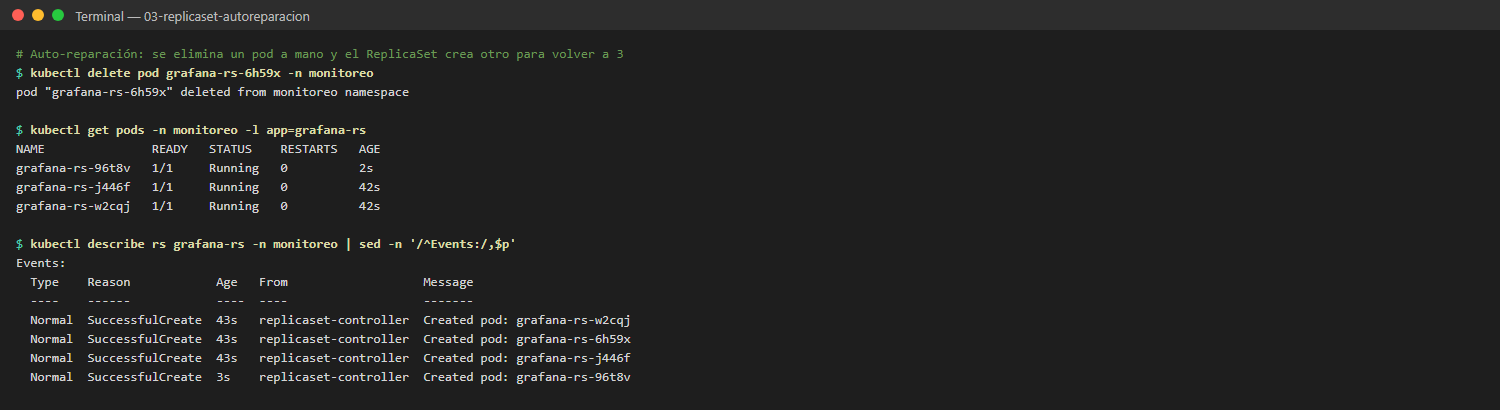 Terminal — 03-replicaset-autoreparacion
# Auto-reparación: se elimina un pod a mano y el ReplicaSet crea otro para volver a 3
$ kubectl delete pod grafana-rs-6h59x -n monitoreo
pod "grafana-rs-6h59x" deleted from monitoreo namespace
$ kubectl get pods -n monitoreo -l app=grafana-rs
NAME               READY   STATUS    RESTARTS   AGE
grafana-rs-96t8v   1/1     Running   0          2s
grafana-rs-j446f   1/1     Running   0          42s
grafana-rs-w2cqj   1/1     Running   0          42s
$ kubectl describe rs grafana-rs -n monitoreo | sed -n '/^Events:/,$p'
Events:
  Type    Reason            Age   From                   Message
  ----    ------            ----  ----                   -------
  Normal  SuccessfulCreate  43s   replicaset-controller  Created pod: grafana-rs-w2cqj
  Normal  SuccessfulCreate  43s   replicaset-controller  Created pod: grafana-rs-6h59x
  Normal  SuccessfulCreate  43s   replicaset-controller  Created pod: grafana-rs-j446f
  Normal  SuccessfulCreate  3s    replicaset-controller  Created pod: grafana-rs-96t8v